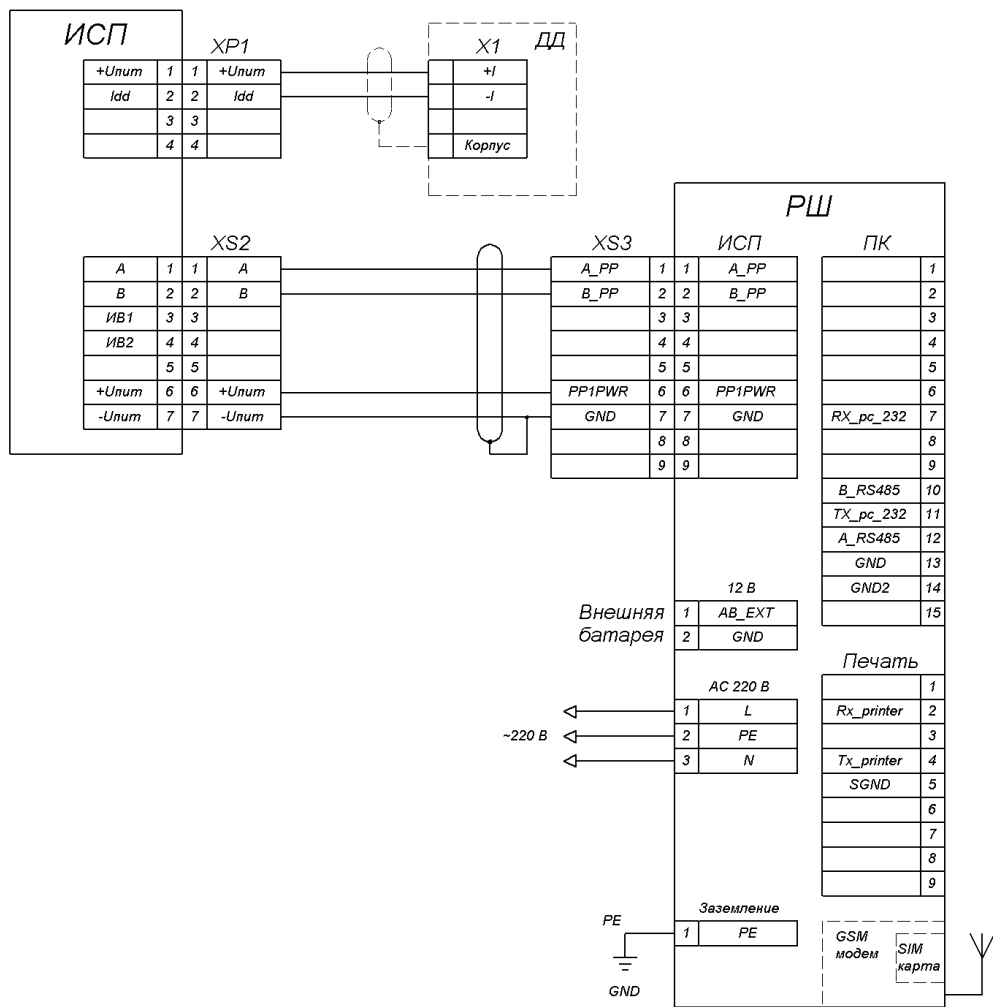 ИСП
XP1
+Uпит 1 1 +Uпит
Idd 2 2 Idd
3 3
4 4
X1
ДД
+I
-I
Корпус
XS2
A 1 1 A
B 2 2 B
ИВ1 3 3
ИВ2 4 4
5 5
+Uпит 6 6 +Uпит
-Uпит 7 7 -Uпит
РШ
XS3 ИСП
A_PP 1 1 A_PP
B_PP 2 2 B_PP
3 3
4 4
5 5
PP1PWR 6 6 PP1PWR
GND 7 7 GND
8 8
9 9
ПК
1
2
3
4
5
6
RX_pc_232 7
8
9
B_RS485 10
TX_pc_232 11
A_RS485 12
GND 13
GND2 14
15
12 В
Внешняя
батарея
1 AB_EXT
2 GND
Печать
1
Rx_printer 2
3
Tx_printer 4
SGND 5
6
7
8
9
AC 220 В
~220 В
1 L
2 PE
3 N
Заземление
PE
1 PE
GND
GSM
модем
SIM
карта